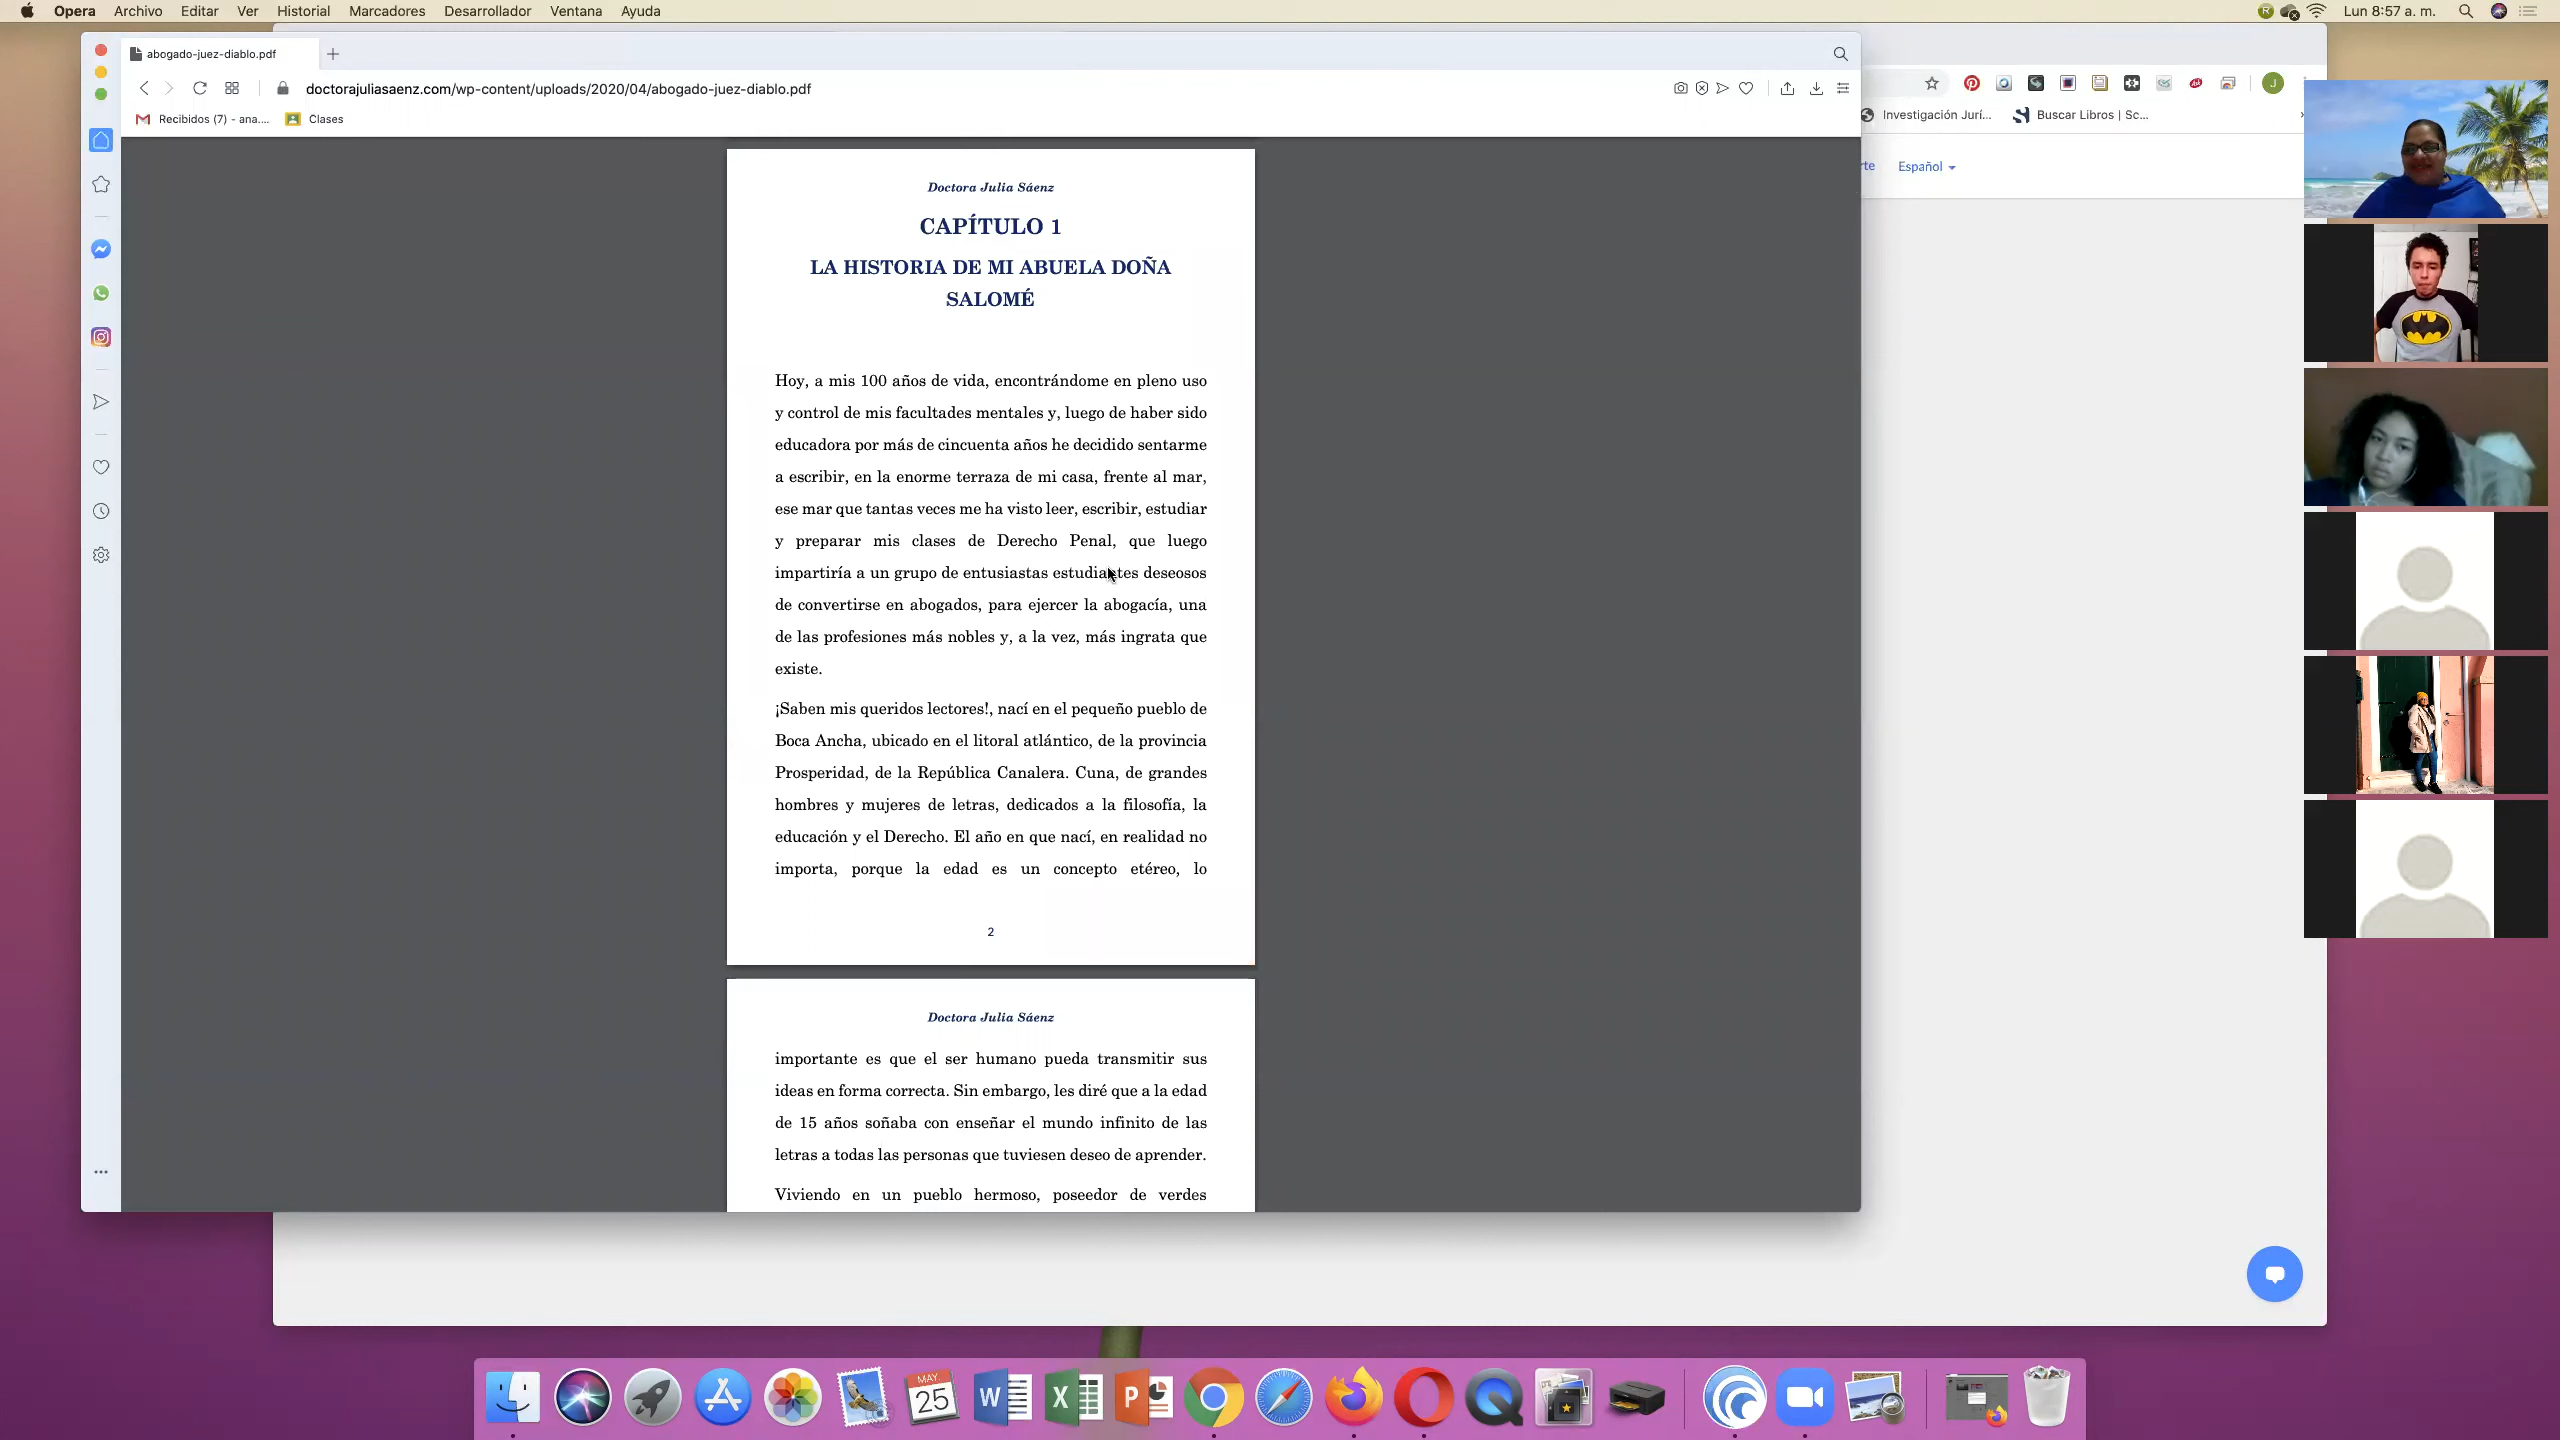 Opera Archivo Editar Ver Historial Marcadores Desarrollador Ventana Ayuda
Lun 8:57 a. m.
abogado-juez-diablo.pdf
doctorajuliasaenz.com/wp-content/uploads/2020/04/abogado-juez-diablo.pdf
Recibidos (7) - ana.... Clases
Investigación Jurí... Buscar Libros | Sc...
rte Español
J
Doctora Julia Sáenz
CAPÍTULO 1
LA HISTORIA DE MI ABUELA DOÑA
SALOMÉ
Hoy, a mis 100 años de vida, encontrándome en pleno uso
y control de mis facultades mentales y, luego de haber sido
educadora por más de cincuenta años he decidido sentarme
a escribir, en la enorme terraza de mi casa, frente al mar,
ese mar que tantas veces me ha visto leer, escribir, estudiar
y preparar mis clases de Derecho Penal, que luego
impartiría a un grupo de entusiastas estudiantes deseosos
de convertirse en abogados, para ejercer la abogacía, una
de las profesiones más nobles y, a la vez, más ingrata que
existe.
¡Saben mis queridos lectores!, nací en el pequeño pueblo de
Boca Ancha, ubicado en el litoral atlántico, de la provincia
Prosperidad, de la República Canalera. Cuna, de grandes
hombres y mujeres de letras, dedicados a la filosofía, la
educación y el Derecho. El año en que nací, en realidad no
importa, porque la edad es un concepto etéreo, lo
2
Doctora Julia Sáenz
importante es que el ser humano pueda transmitir sus
ideas en forma correcta. Sin embargo, les diré que a la edad
de 15 años soñaba con enseñar el mundo infinito de las
letras a todas las personas que tuviesen deseo de aprender.
Viviendo en un pueblo hermoso, poseedor de verdes
MAY
25
W X P